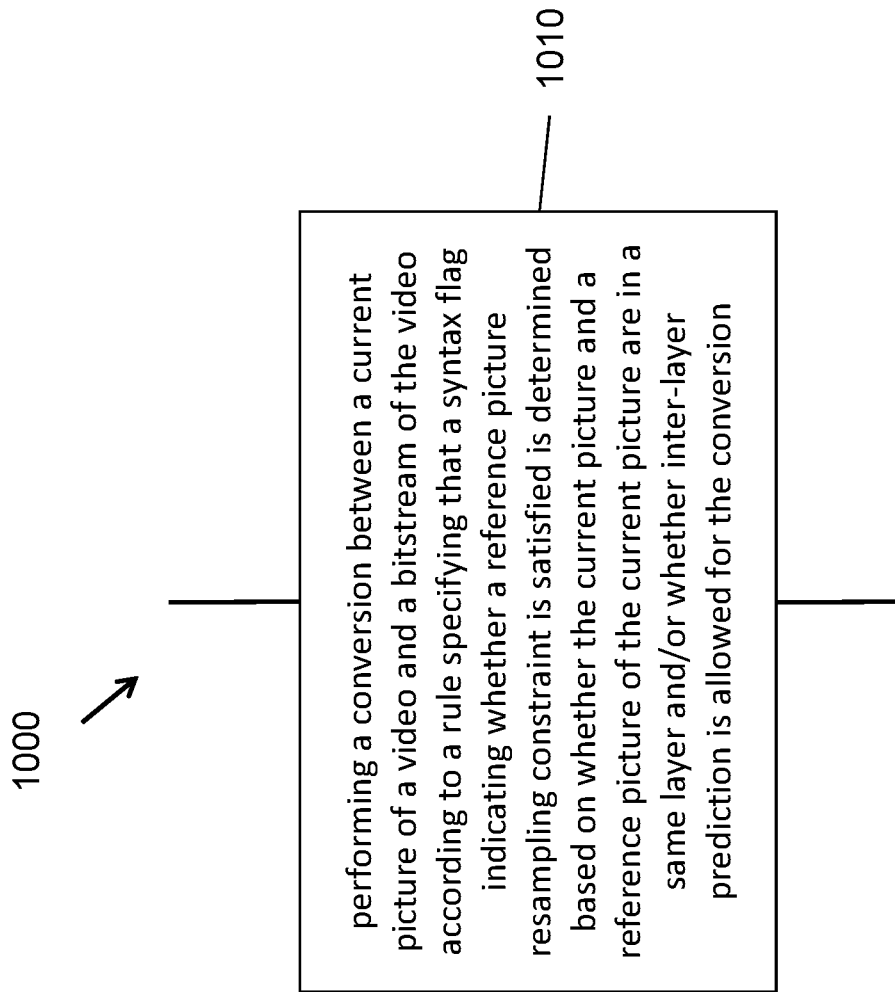 1000
performing a conversion between a current
picture of a video and a bitstream of the video
according to a rule specifying that a syntax flag
indicating whether a reference picture
resampling constraint is satisfied is determined
based on whether the current picture and a
reference picture of the current picture are in a
same layer and/or whether inter-layer
prediction is allowed for the conversion
1010